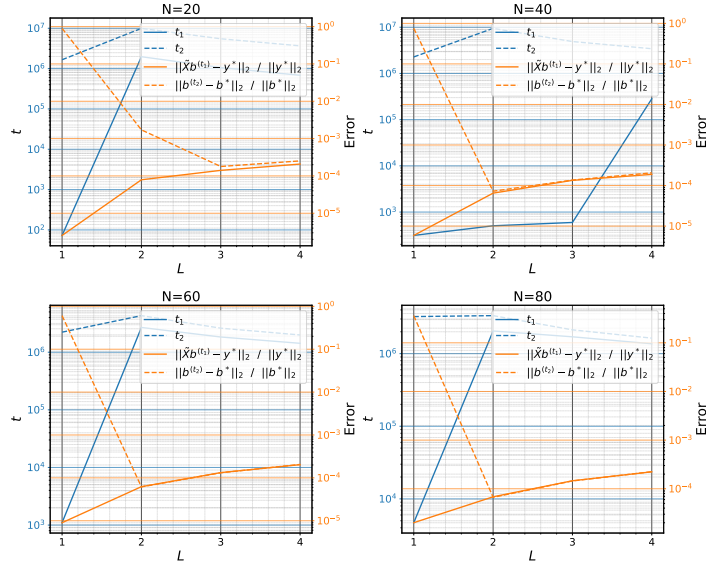 N=20
10^7
10^6
10^5
10^4
10^3
10^2
t
1 2 3 4
L
10^0
10^-1
10^-2
10^-3
10^-4
10^-5
Error
t_1
t_2
||X̃b^(t_1) − y*||_2 / ||y*||_2
||b^(t_2) − b*||_2 / ||b*||_2
N=40
10^7
10^6
10^5
10^4
10^3
t
1 2 3 4
L
10^0
10^-1
10^-2
10^-3
10^-4
10^-5
Error
t_1
t_2
||X̃b^(t_1) − y*||_2 / ||y*||_2
||b^(t_2) − b*||_2 / ||b*||_2
N=60
10^6
10^5
10^4
10^3
t
1 2 3 4
L
10^0
10^-1
10^-2
10^-3
10^-4
10^-5
Error
t_1
t_2
||X̃b^(t_1) − y*||_2 / ||y*||_2
||b^(t_2) − b*||_2 / ||b*||_2
N=80
10^6
10^5
10^4
t
1 2 3 4
L
10^-1
10^-2
10^-3
10^-4
Error
t_1
t_2
||X̃b^(t_1) − y*||_2 / ||y*||_2
||b^(t_2) − b*||_2 / ||b*||_2